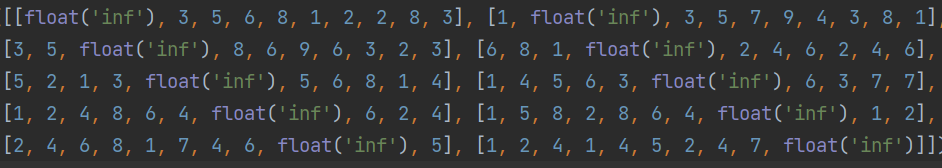 [[float('inf'), 3, 5, 6, 8, 1, 2, 2, 8, 3], [1, float('inf'), 3, 5, 7, 9, 4, 3, 8, 1],
[3, 5, float('inf'), 8, 6, 9, 6, 3, 2, 3], [6, 8, 1, float('inf'), 2, 4, 6, 2, 4, 6],
[5, 2, 1, 3, float('inf'), 5, 6, 8, 1, 4], [1, 4, 5, 6, 3, float('inf'), 6, 3, 7, 7],
[1, 2, 4, 8, 6, 4, float('inf'), 6, 2, 4], [1, 5, 8, 2, 8, 6, 4, float('inf'), 1, 2],
[2, 4, 6, 8, 1, 7, 4, 6, float('inf'), 5], [1, 2, 4, 1, 4, 5, 2, 4, 7, float('inf')]])